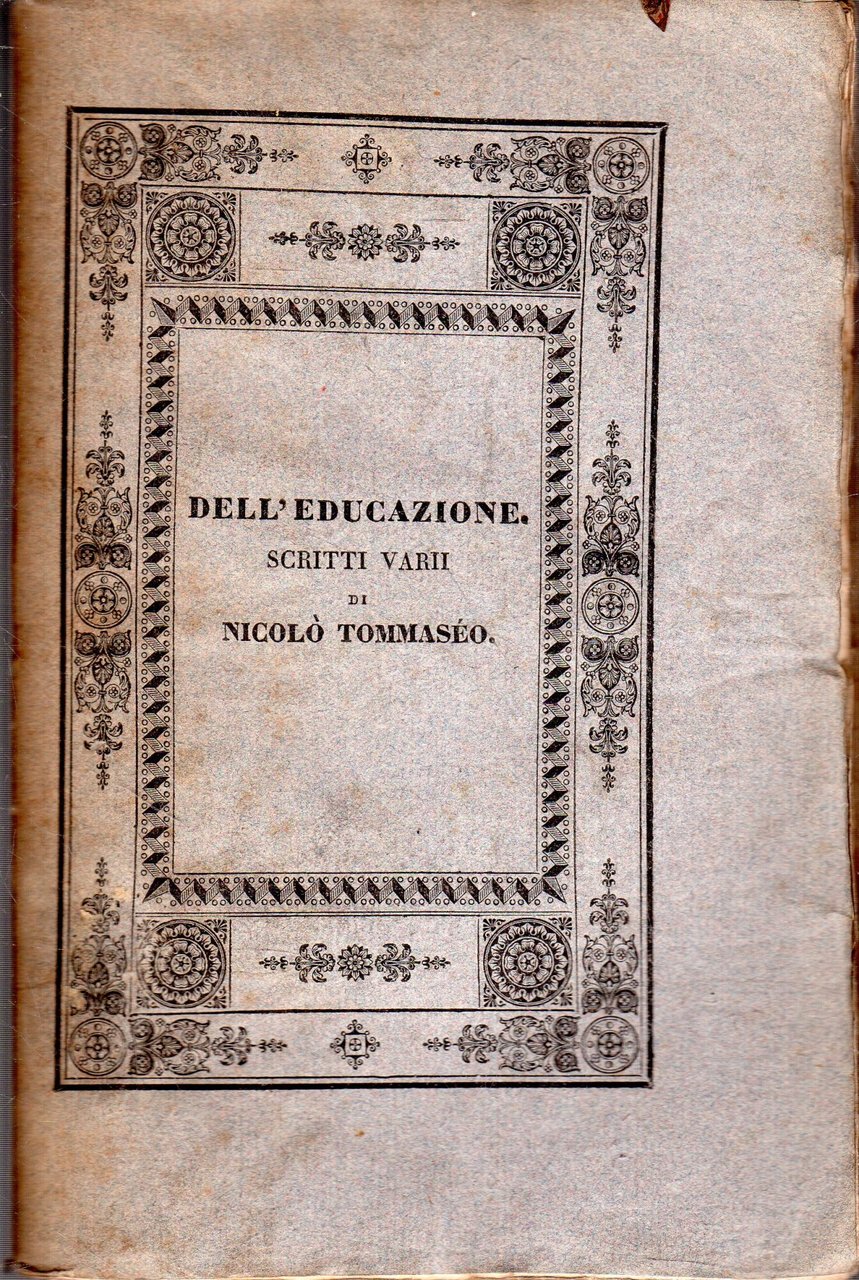 DELL'EDUCAZIONE.
SCRITTI VARII
DI
NICOLÒ TOMMASÉO.